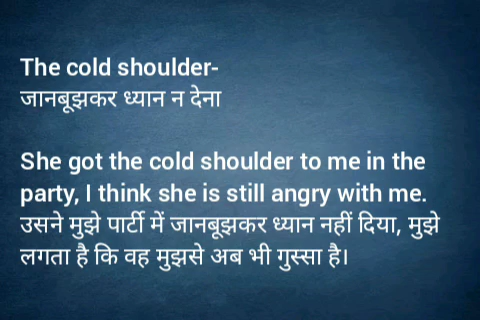 The cold shoulder-
जानबूझकर ध्यान न देना
She got the cold shoulder to me in the
party, I think she is still angry with me.
उसने मुझे पार्टी में जानबूझकर ध्यान नहीं दिया, मुझे
लगता है कि वह मुझसे अब भी गुस्सा है।